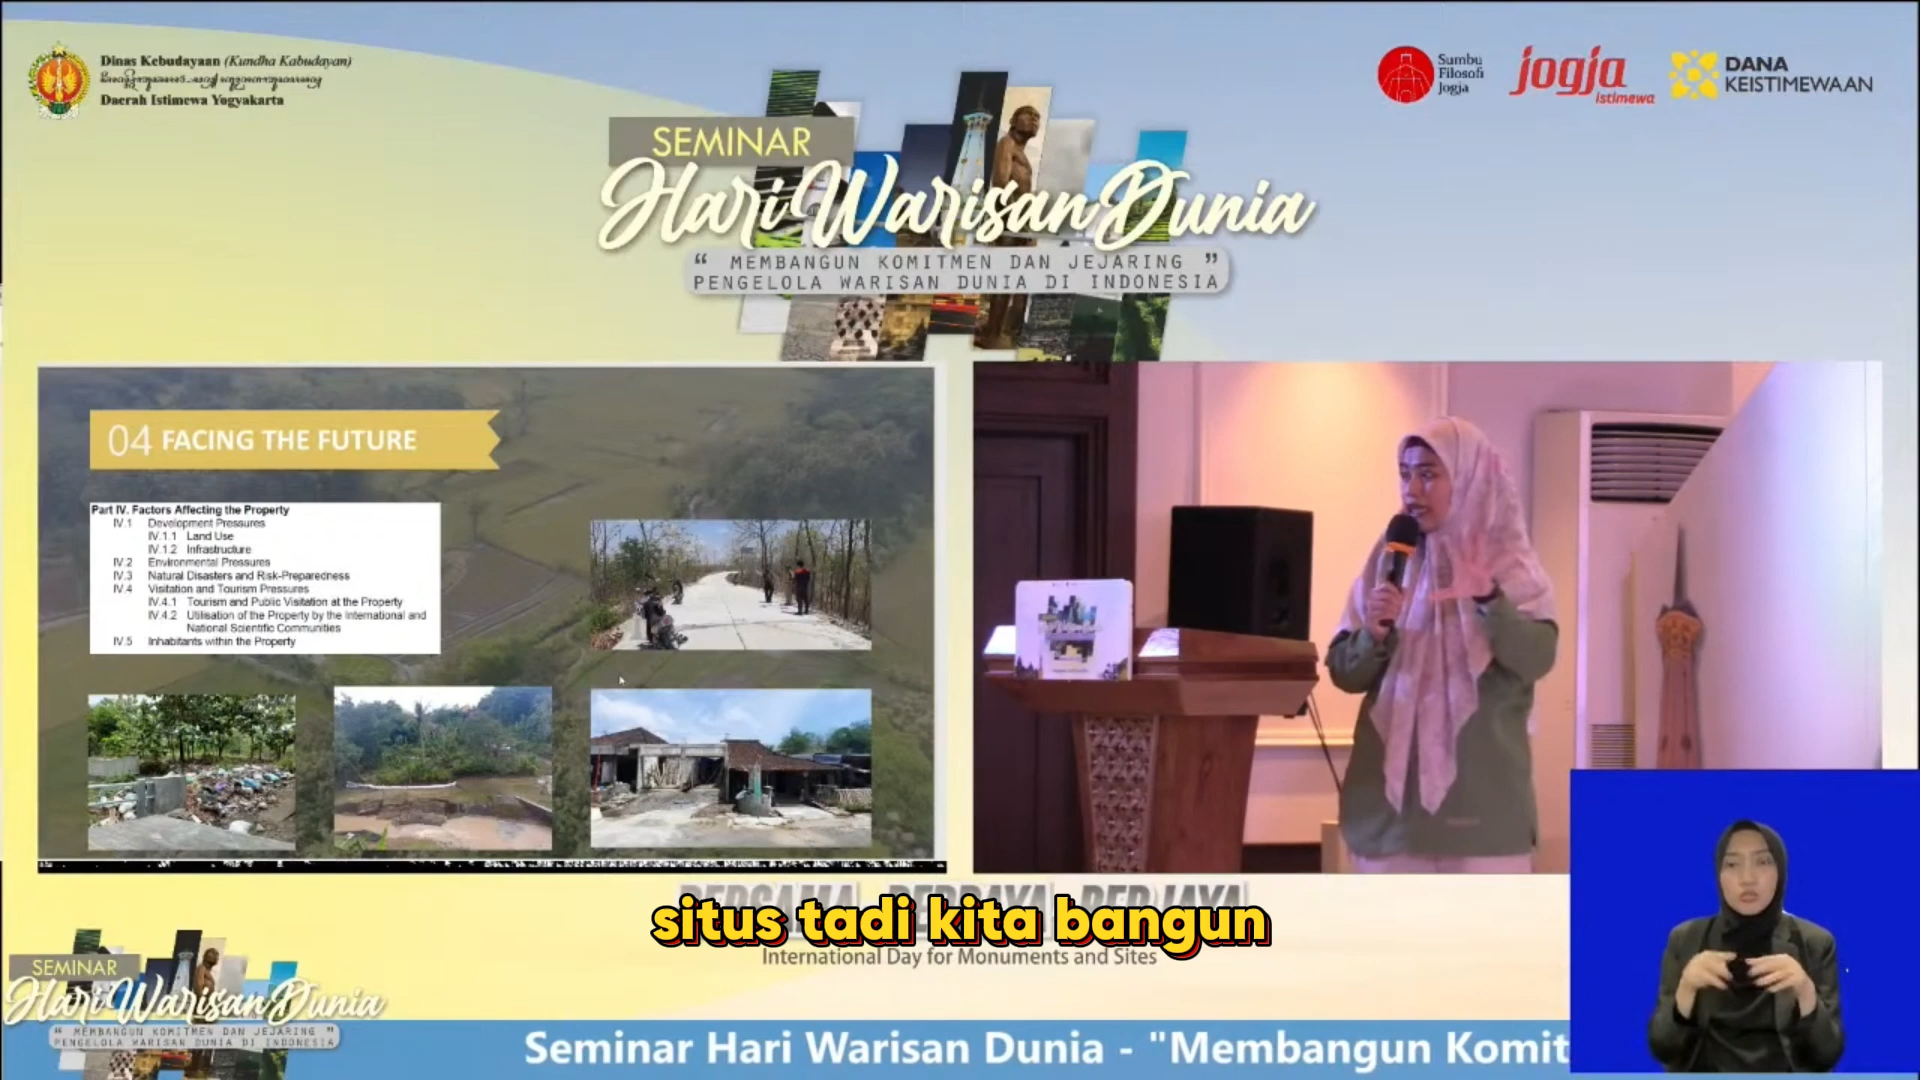 Dinas Kebudayaan (Kundha Kabudayan)
Daerah Istimewa Yogyakarta
Sumbu
Filosofi
Jogja
jogja
istimewa
DANA
KEISTIMEWAAN
SEMINAR
Hari Warisan Dunia
“ MEMBANGUN KOMITMEN DAN JEJARING ”
PENGELOLA WARISAN DUNIA DI INDONESIA
04 FACING THE FUTURE
Part IV. Factors Affecting the Property
IV.1 Development Pressures
IV.1.1 Land Use
IV.1.2 Infrastructure
IV.2 Environmental Pressures
IV.3 Natural Disasters and Risk-Preparedness
IV.4 Visitation and Tourism Pressures
IV.4.1 Tourism and Public Visitation at the Property
IV.4.2 Utilisation of the Property by the International and
National Scientific Communities
IV.5 Inhabitants within the Property
situs tadi kita bangun
International Day for Monuments and Sites
SEMINAR
Hari Warisan Dunia
“ MEMBANGUN KOMITMEN DAN JEJARING ”
PENGELOLA WARISAN DUNIA DI INDONESIA
Seminar Hari Warisan Dunia - "Membangun Komit